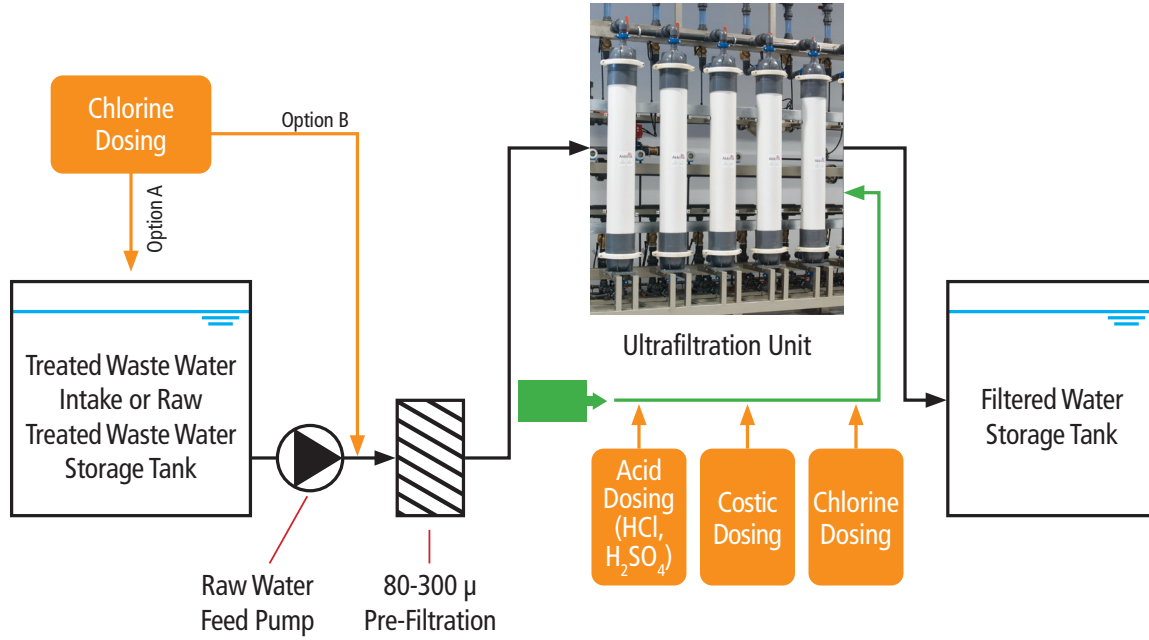 Chlorine
Dosing
Option B
Option A
Treated Waste Water
Intake or Raw
Treated Waste Water
Storage Tank
Raw Water
Feed Pump
80-300 µ
Pre-Filtration
Ultrafiltration Unit
Acid
Dosing
(HCl,
H₂SO₄)
Costic
Dosing
Chlorine
Dosing
Filtered Water
Storage Tank